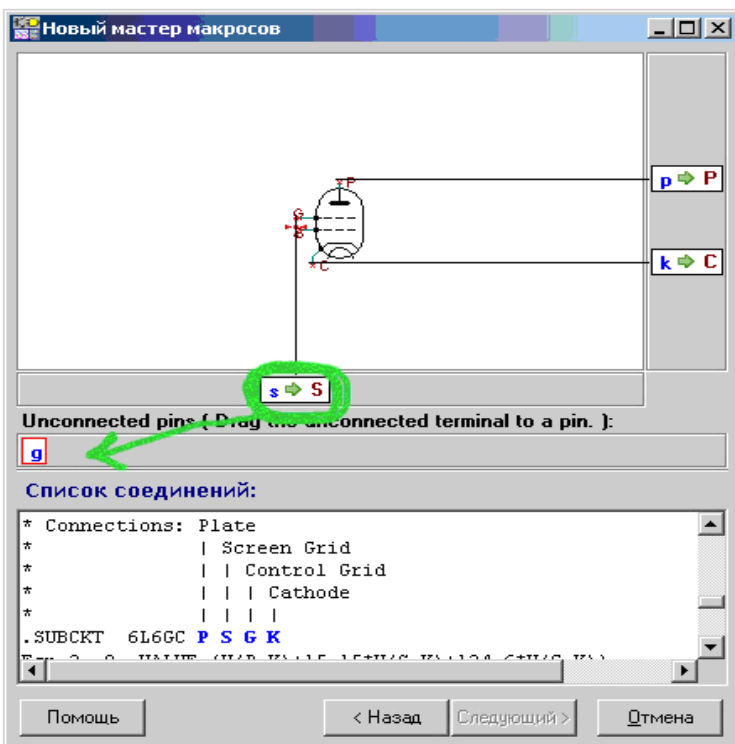 Новый мастер макросов
P
p P
G
S
C
k C
s S
Unconnected pins ( Drag the unconnected terminal to a pin. ):
g
Список соединений:
* Connections: Plate
* | Screen Grid
* | | Control Grid
* | | | Cathode
* | | | |
.SUBCKT 6L6GC P S G K
Помощь
< Назад
Следующий >
Отмена